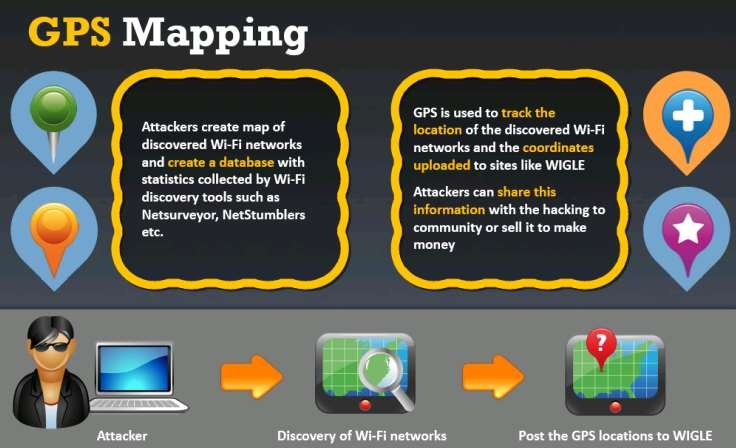 GPS Mapping
Attackers create map of
discovered Wi-Fi networks
and create a database with
statistics collected by Wi-Fi
discovery tools such as
Netsurveyor, NetStumblers
etc.
GPS is used to track the
location of the discovered Wi-Fi
networks and the coordinates
uploaded to sites like WIGLE
Attackers can share this
information with the hacking to
community or sell it to make
money
?
Attacker
Discovery of Wi-Fi networks
Post the GPS locations to WIGLE